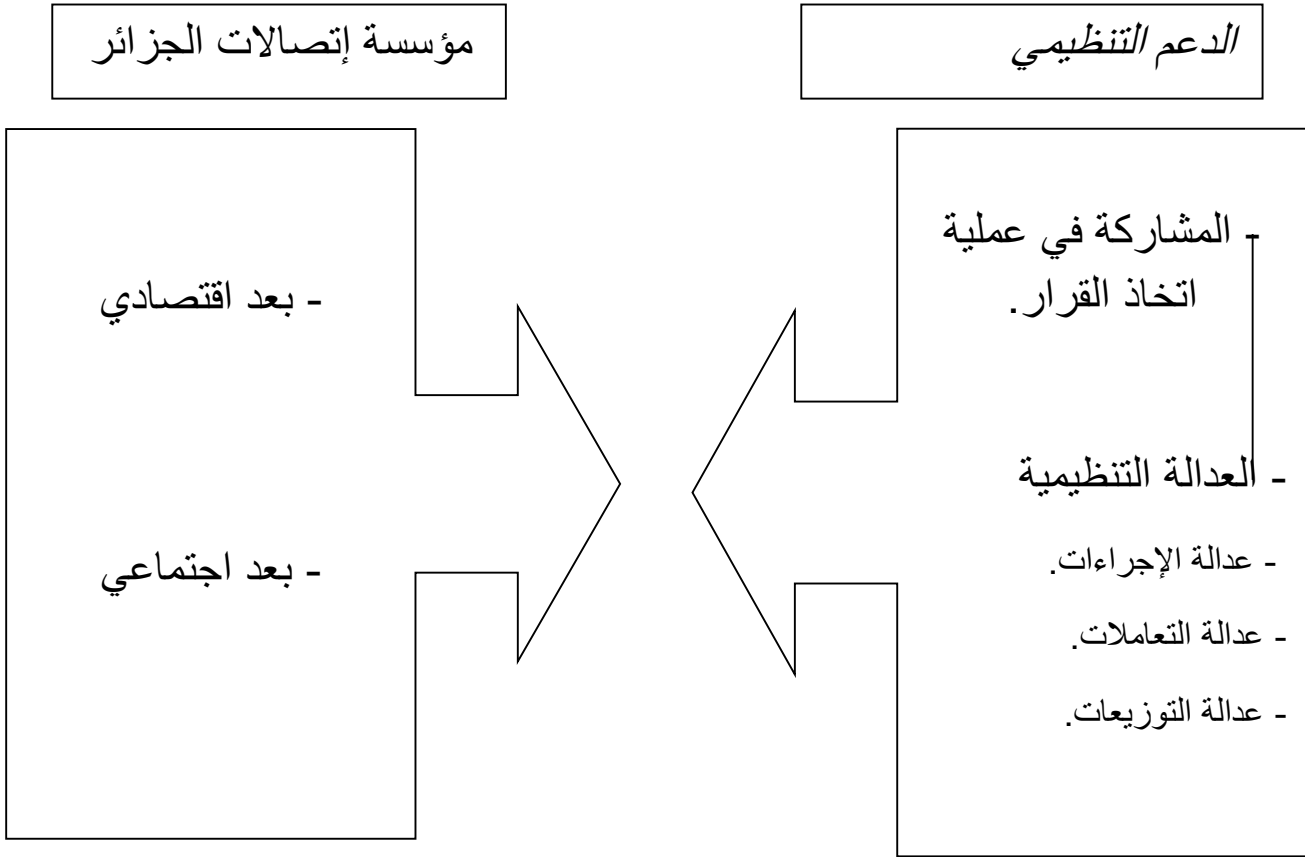 الدعم التنظيمي
- المشاركة في عملية
اتخاذ القرار.
- العدالة التنظيمية
- عدالة الإجراءات.
- عدالة التعاملات.
- عدالة التوزيعات.
مؤسسة إتصالات الجزائر
- بعد اقتصادي
- بعد اجتماعي